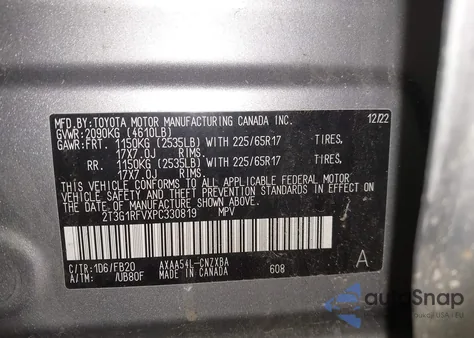 MFD.BY:TOYOTA MOTOR MANUFACTURING CANADA INC. 12/22
GVWR:2090KG (4610LB)
GAWR:FRT. 1150KG (2535LB) WITH 225/65R17 TIRES,
17X7.0J RIMS.
RR. 1150KG (2535LB) WITH 225/65R17 TIRES,
17X7.0J RIMS.
THIS VEHICLE CONFORMS TO ALL APPLICABLE FEDERAL MOTOR
VEHICLE SAFETY AND THEFT PREVENTION STANDARDS IN EFFECT
ON THE DATE OF MANUFACTURE SHOWN ABOVE.
2T3G1RFVXPC330819 MPV
C/TR:1D6/FB20 AXAA54L-CNZXBA
A/TM: /UB80F MADE IN CANADA 608 A
autoSnap